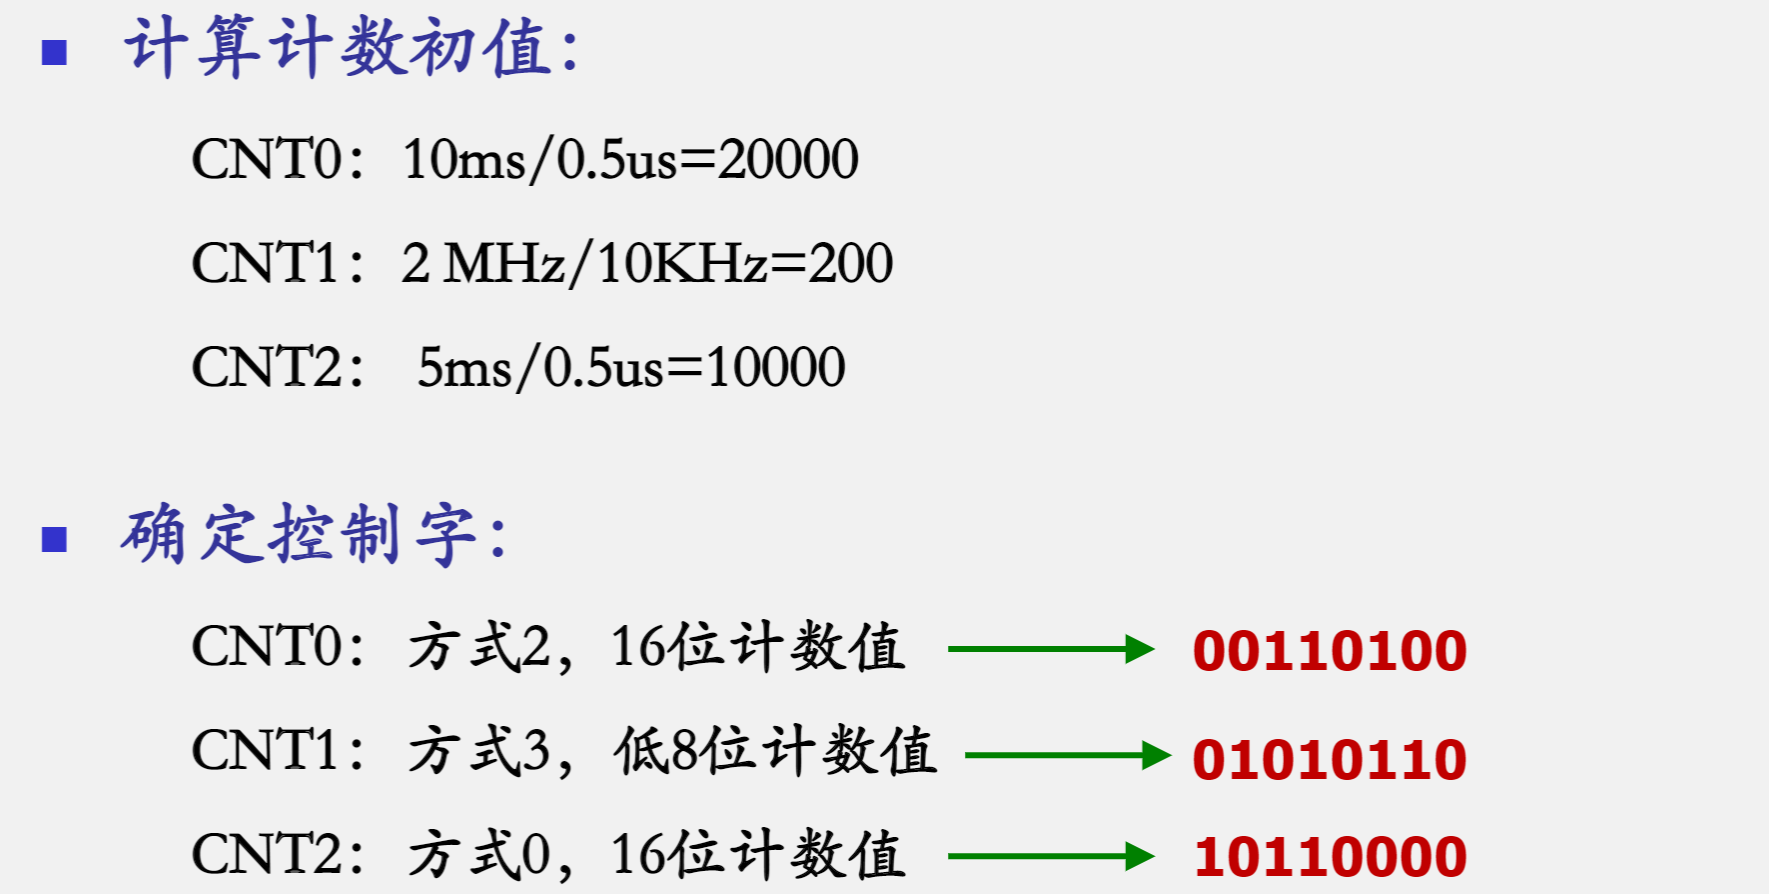 计算计数初值：
CNT0：10ms/0.5us=20000
CNT1：2 MHz/10KHz=200
CNT2： 5ms/0.5us=10000
确定控制字：
CNT0：方式2，16位计数值 00110100
CNT1：方式3，低8位计数值 01010110
CNT2：方式0，16位计数值 10110000